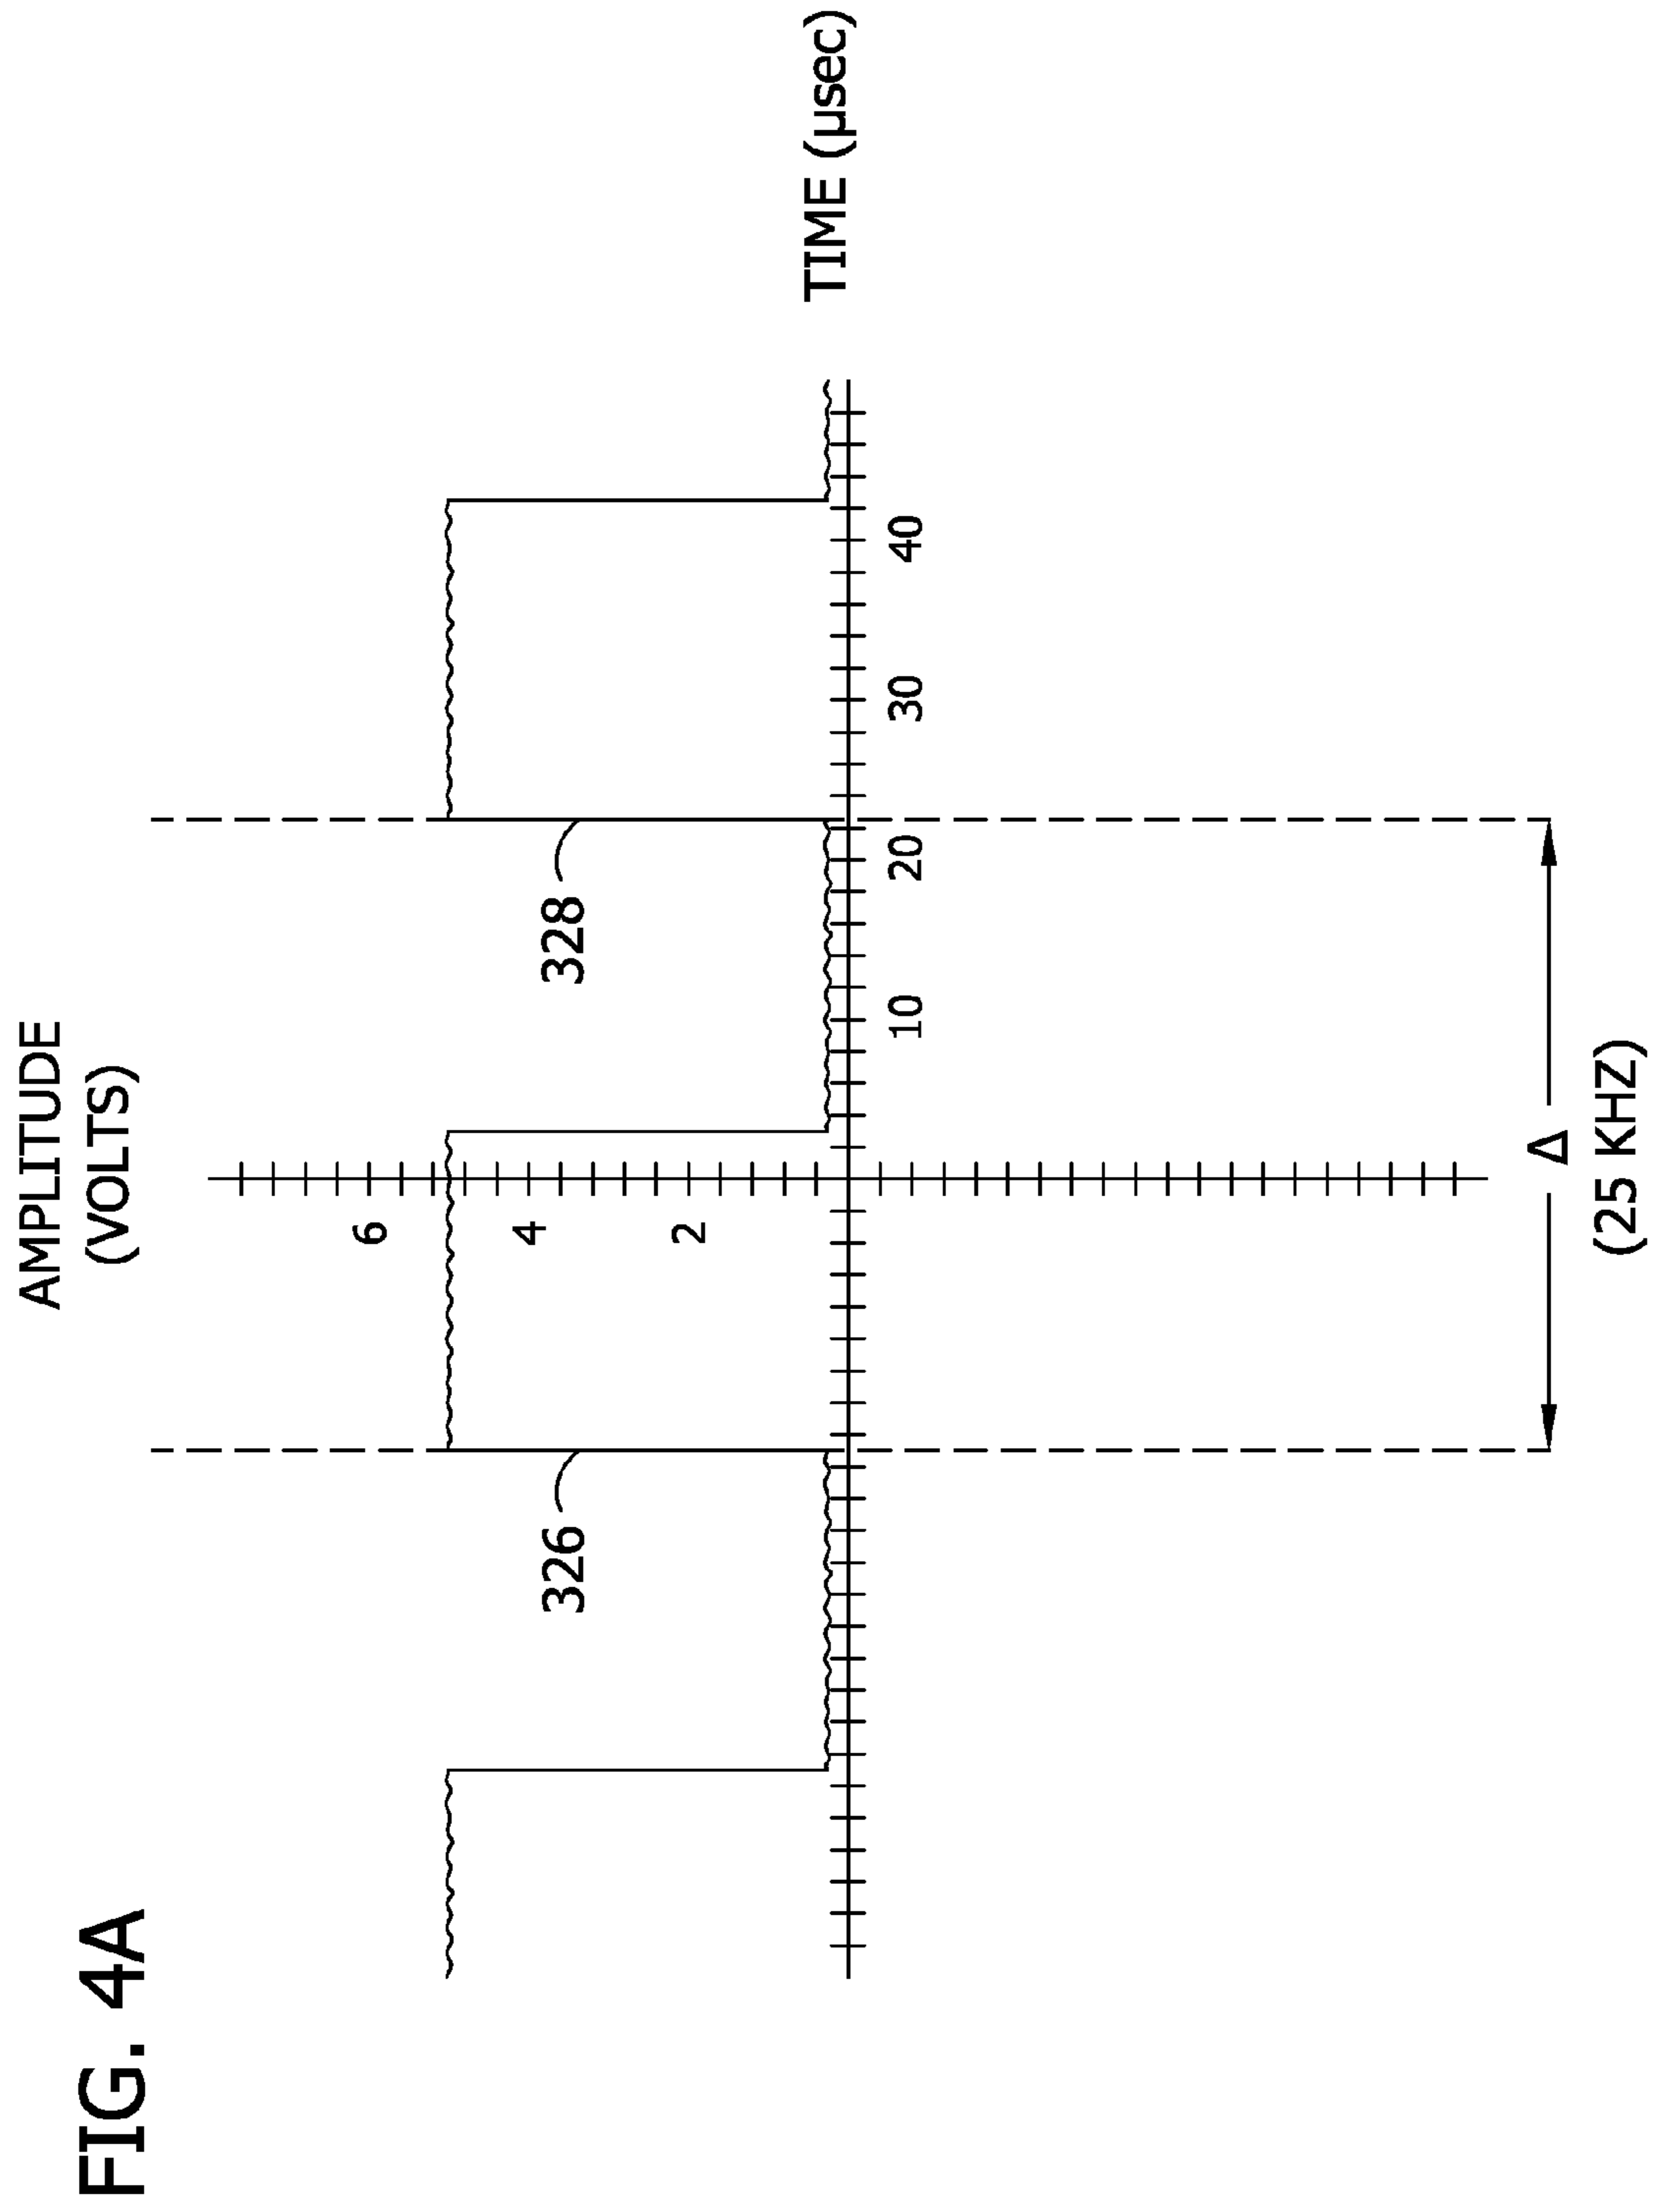 FIG. 4A
AMPLITUDE
(VOLTS)
6
4
2
326
328
10
20
30
40
TIME (µsec)
Δ
(25 KHZ)